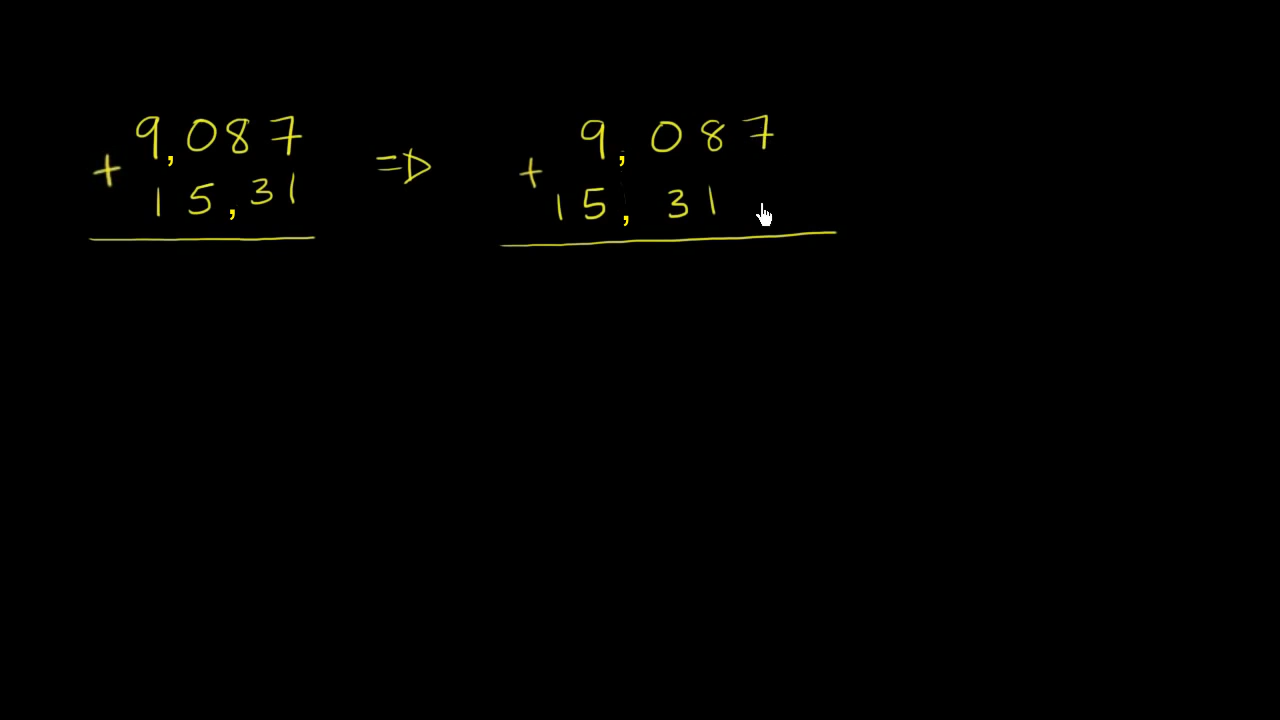 9,087 => 9,087
+ +
15,31 15,31